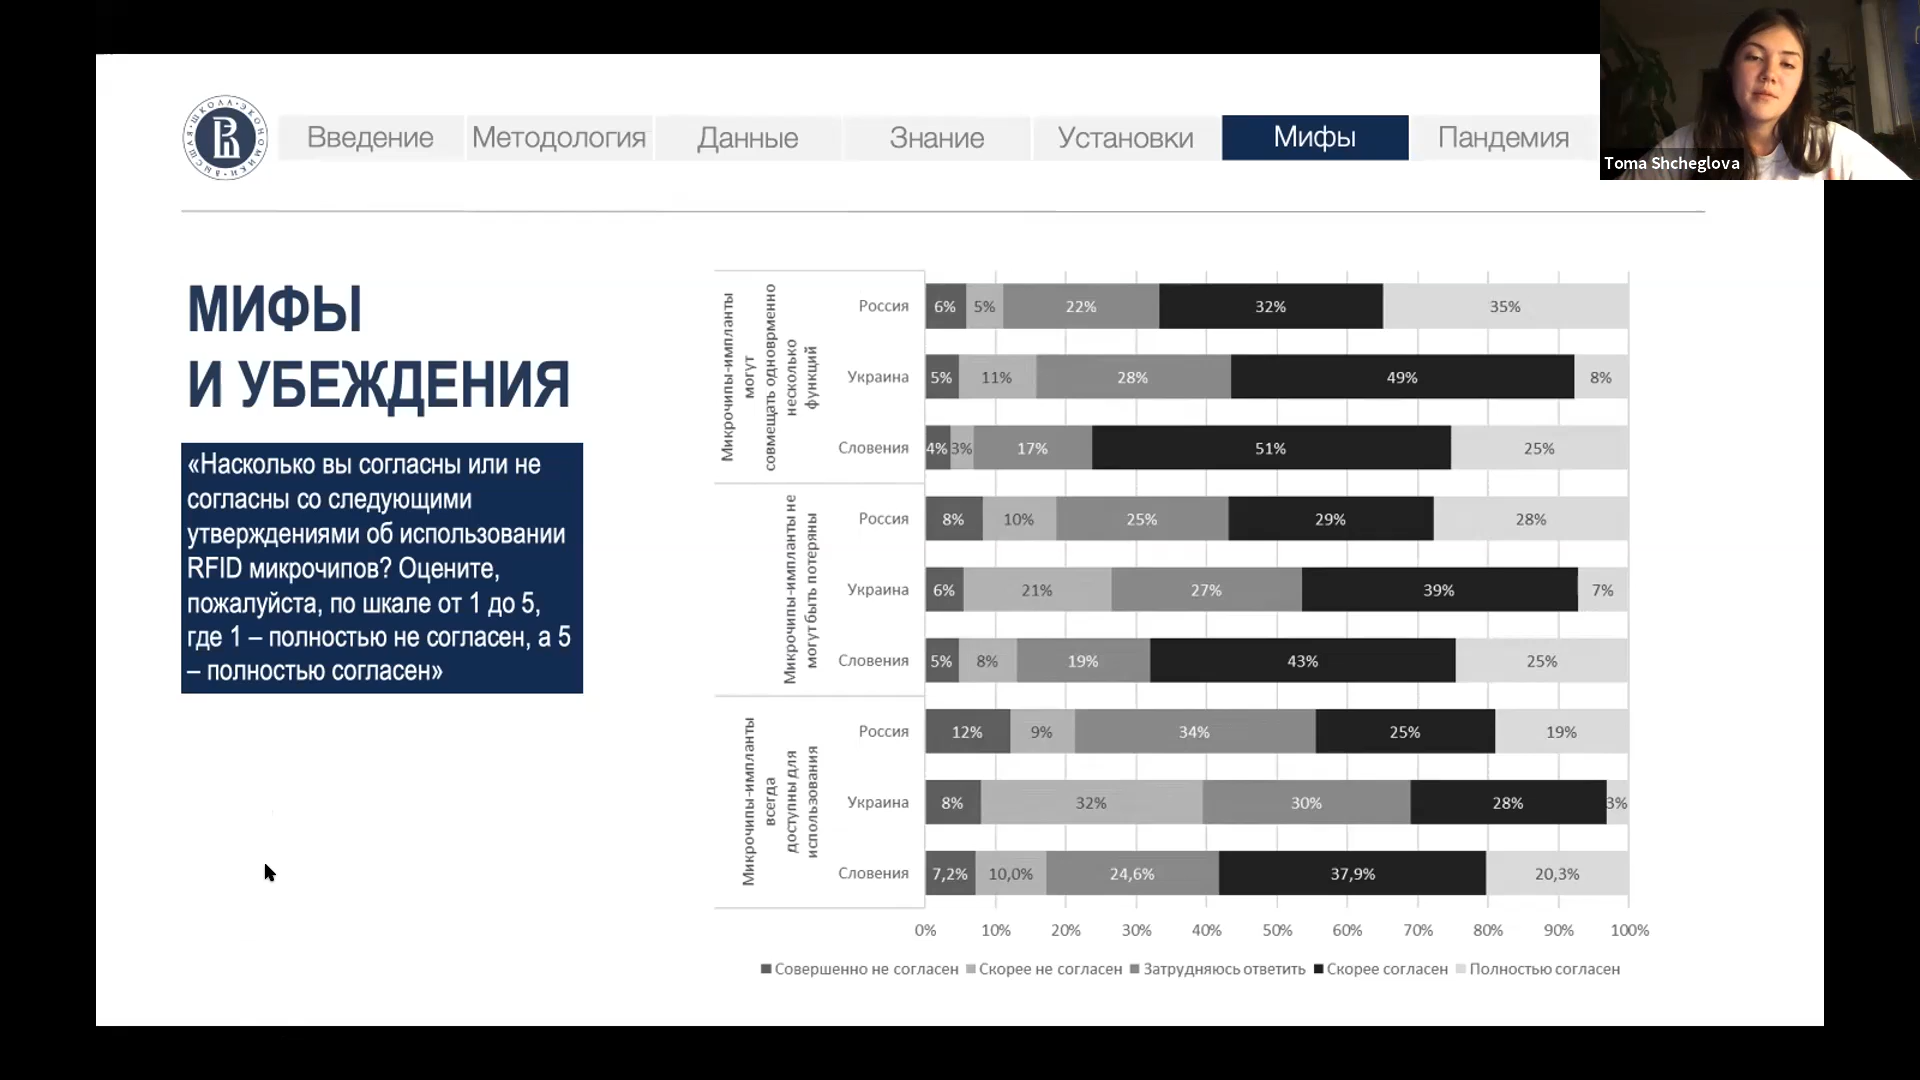 ВЫСШАЯ ШКОЛА ЭКОНОМИКИ
Введение
Методология
Данные
Знание
Установки
Мифы
Пандемия
Toma Shcheglova
МИФЫ
И УБЕЖДЕНИЯ
«Насколько вы согласны или не
согласны со следующими
утверждениями об использовании
RFID микрочипов? Оцените,
пожалуйста, по шкале от 1 до 5,
где 1 – полностью не согласен, а 5
– полностью согласен»
Микрочипы-импланты
могут
совмещать одноврменно
несколько
функций
Россия 6% 5% 22% 32% 35%
Украина 5% 11% 28% 49% 8%
Словения 4% 3% 17% 51% 25%
Микрочипы-импланты не
могут быть потеряны
Россия 8% 10% 25% 29% 28%
Украина 6% 21% 27% 39% 7%
Словения 5% 8% 19% 43% 25%
Микрочипы-импланты
всегда
доступны для
использования
Россия 12% 9% 34% 25% 19%
Украина 8% 32% 30% 28% 3%
Словения 7,2% 10,0% 24,6% 37,9% 20,3%
0% 10% 20% 30% 40% 50% 60% 70% 80% 90% 100%
Совершенно не согласен Скорее не согласен Затрудняюсь ответить Скорее согласен Полностью согласен